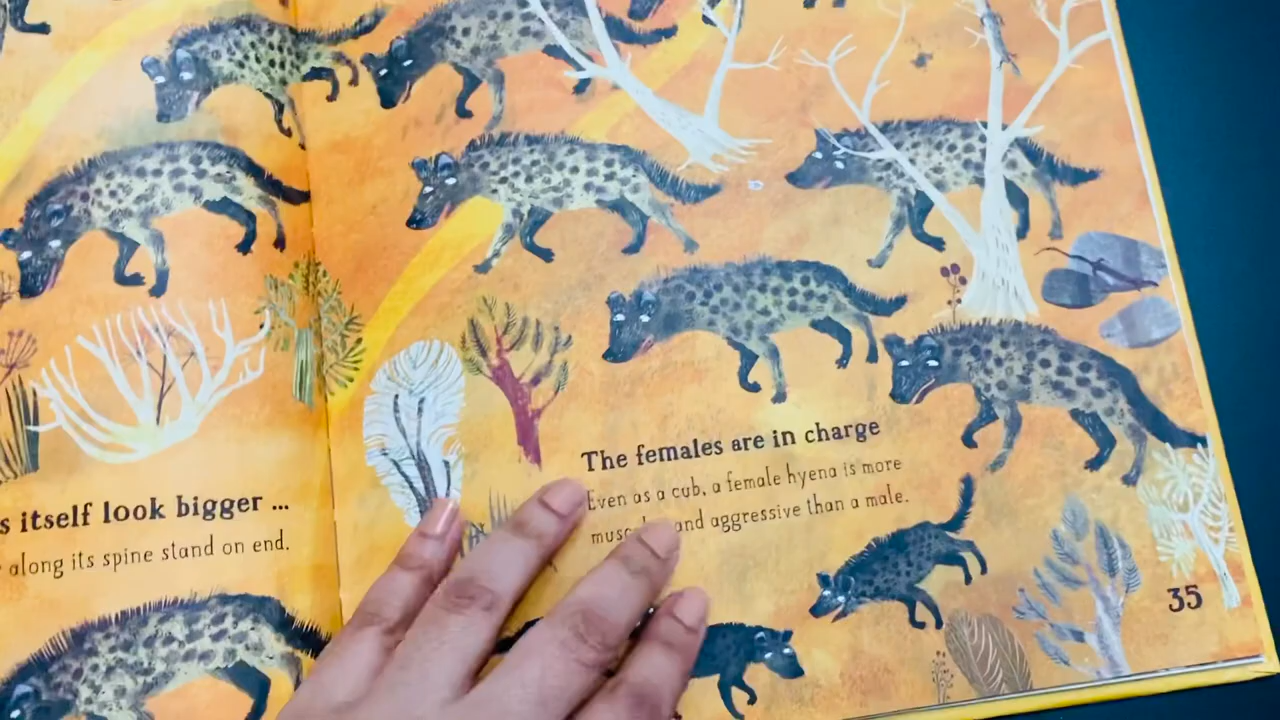 s itself look bigger ...
along its spine stand on end.
The females are in charge
Even as a cub, a female hyena is more
and aggressive than a male.
35